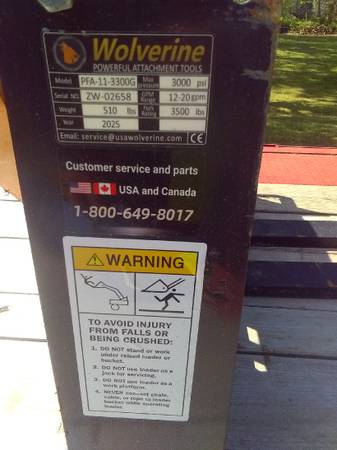 Wolverine
POWERFUL ATTACHMENT TOOLS
Model PFA-11-3300G Max pressure 3000 psi
Serial NO. ZW-02658 GPM Range 12-20gpm
Weight 510 lbs Fork Rating 3500 lbs
Year 2025
Email: service@usawolverine.com CE
Customer service and parts
USA and Canada
1-800-649-8017
WARNING
TO AVOID INJURY
FROM FALLS OR
BEING CRUSHED:
1. DO NOT stand or work
under raised loader or
bucket.
2. DO NOT use loader as a
jack for servicing.
3. DO NOT use loader as a
work platform.
4. NEVER connect chain,
cable, or rope to loader
bucket while operating
loader.